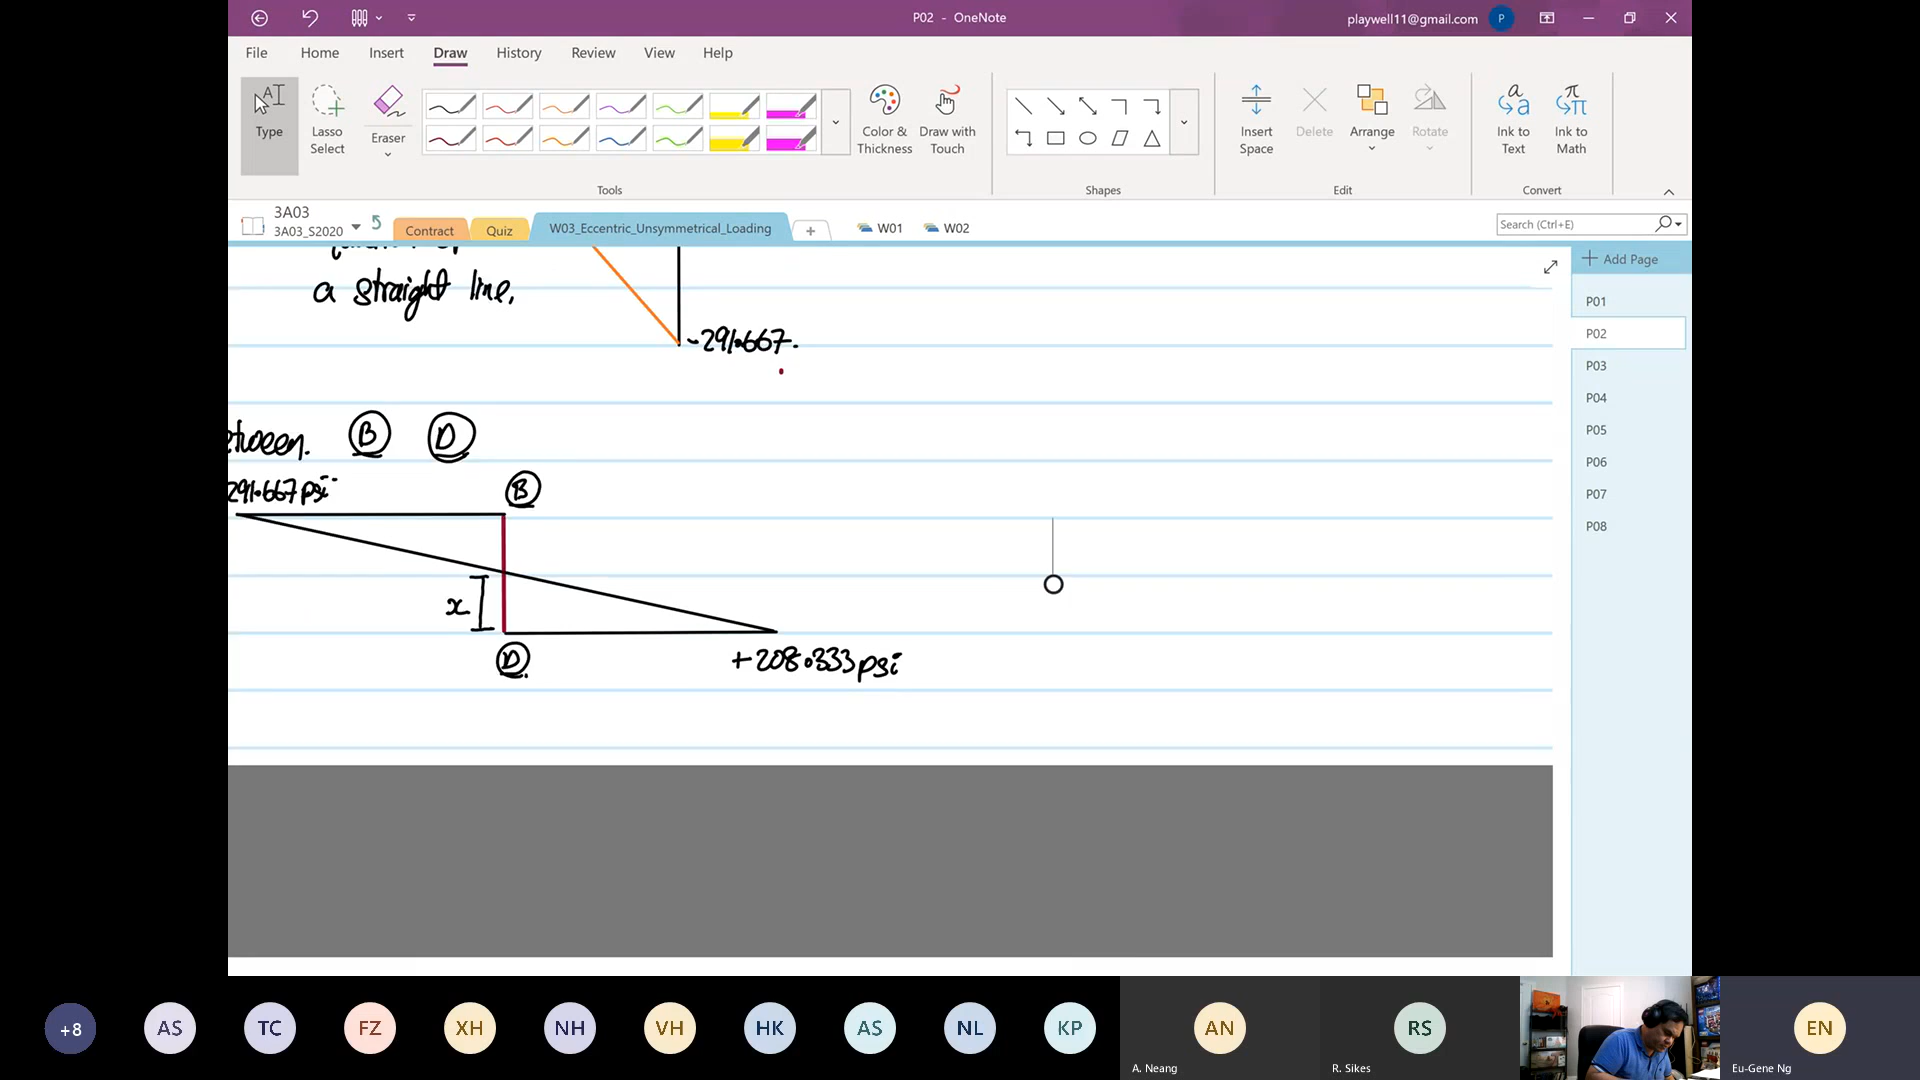 P02 - OneNote
playwell11@gmail.com
P
File Home Insert Draw History Review View Help
Type
Lasso Select
Eraser
Color & Thickness
Draw with Touch
Insert Space
Delete
Arrange
Rotate
Ink to Text
Ink to Math
Tools
Shapes
Edit
Convert
3A03
3A03_S2020
Contract
Quiz
W03_Eccentric_Unsymmetrical_Loading
+
W01
W02
Search (Ctrl+E)
Add Page
P01
P02
P03
P04
P05
P06
P07
P08
a straight line,
-291.667.
etween. B D
291.667 psi
B
x
D
+208.333 psi
+8 AS TC FZ XH NH VH HK AS NL KP AN RS EN
A. Neang
R. Sikes
Eu-Gene Ng